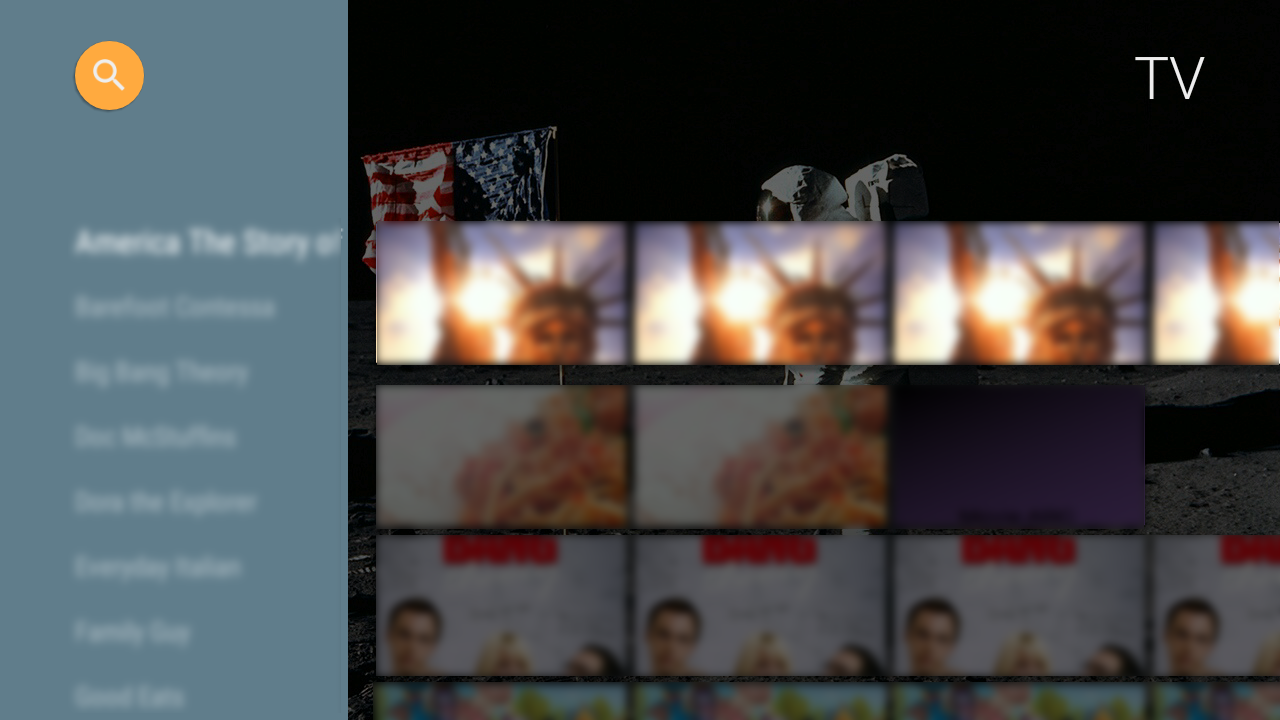 TV
America The Story of
Barefoot Contessa
Big Bang Theory
Doc McStuffins
Dora the Explorer
Everyday Italian
Family Guy
Good Eats